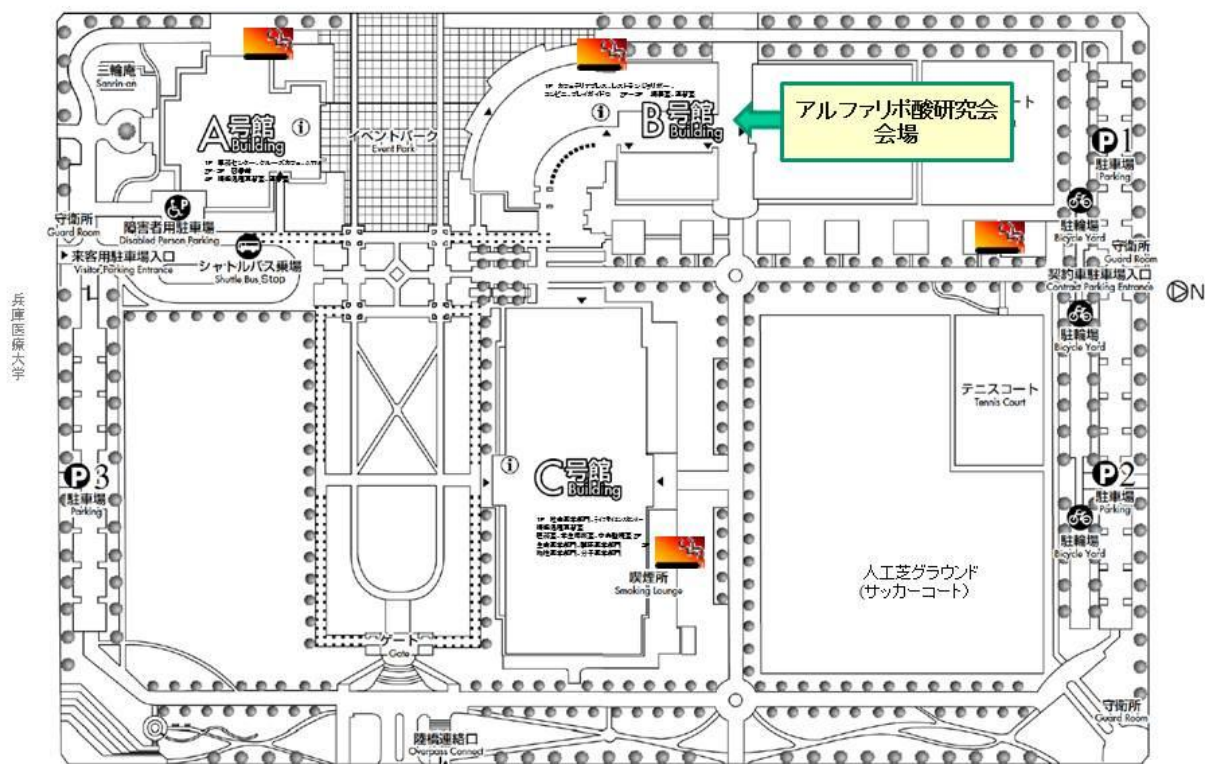 三輪庵
Sanrin-an
A号館
Building
イベントパーク
Event Park
B号館
Building
アルファリポ酸研究会
会場
P1
駐車場
Parking
守衛所
Guard Room
障害者用駐車場
Disabled Person Parking
来客用駐車場入口
Visitor Parking Entrance
シャトルバス乗場
Shuttle Bus Stop
駐輪場
Bicycle Yard
守衛所
Guard Room
契約車駐車場入口
Contract Parking Entrance
N
駐輪場
Bicycle Yard
兵庫医療大学
テニスコート
Tennis Court
P3
駐車場
Parking
C号館
Building
P2
駐車場
Parking
駐輪場
Bicycle Yard
喫煙所
Smoking Lounge
人工芝グラウンド
(サッカーコート)
ゲート
Gate
守衛所
Guard Room
陸橋連絡口
Overpass Connect